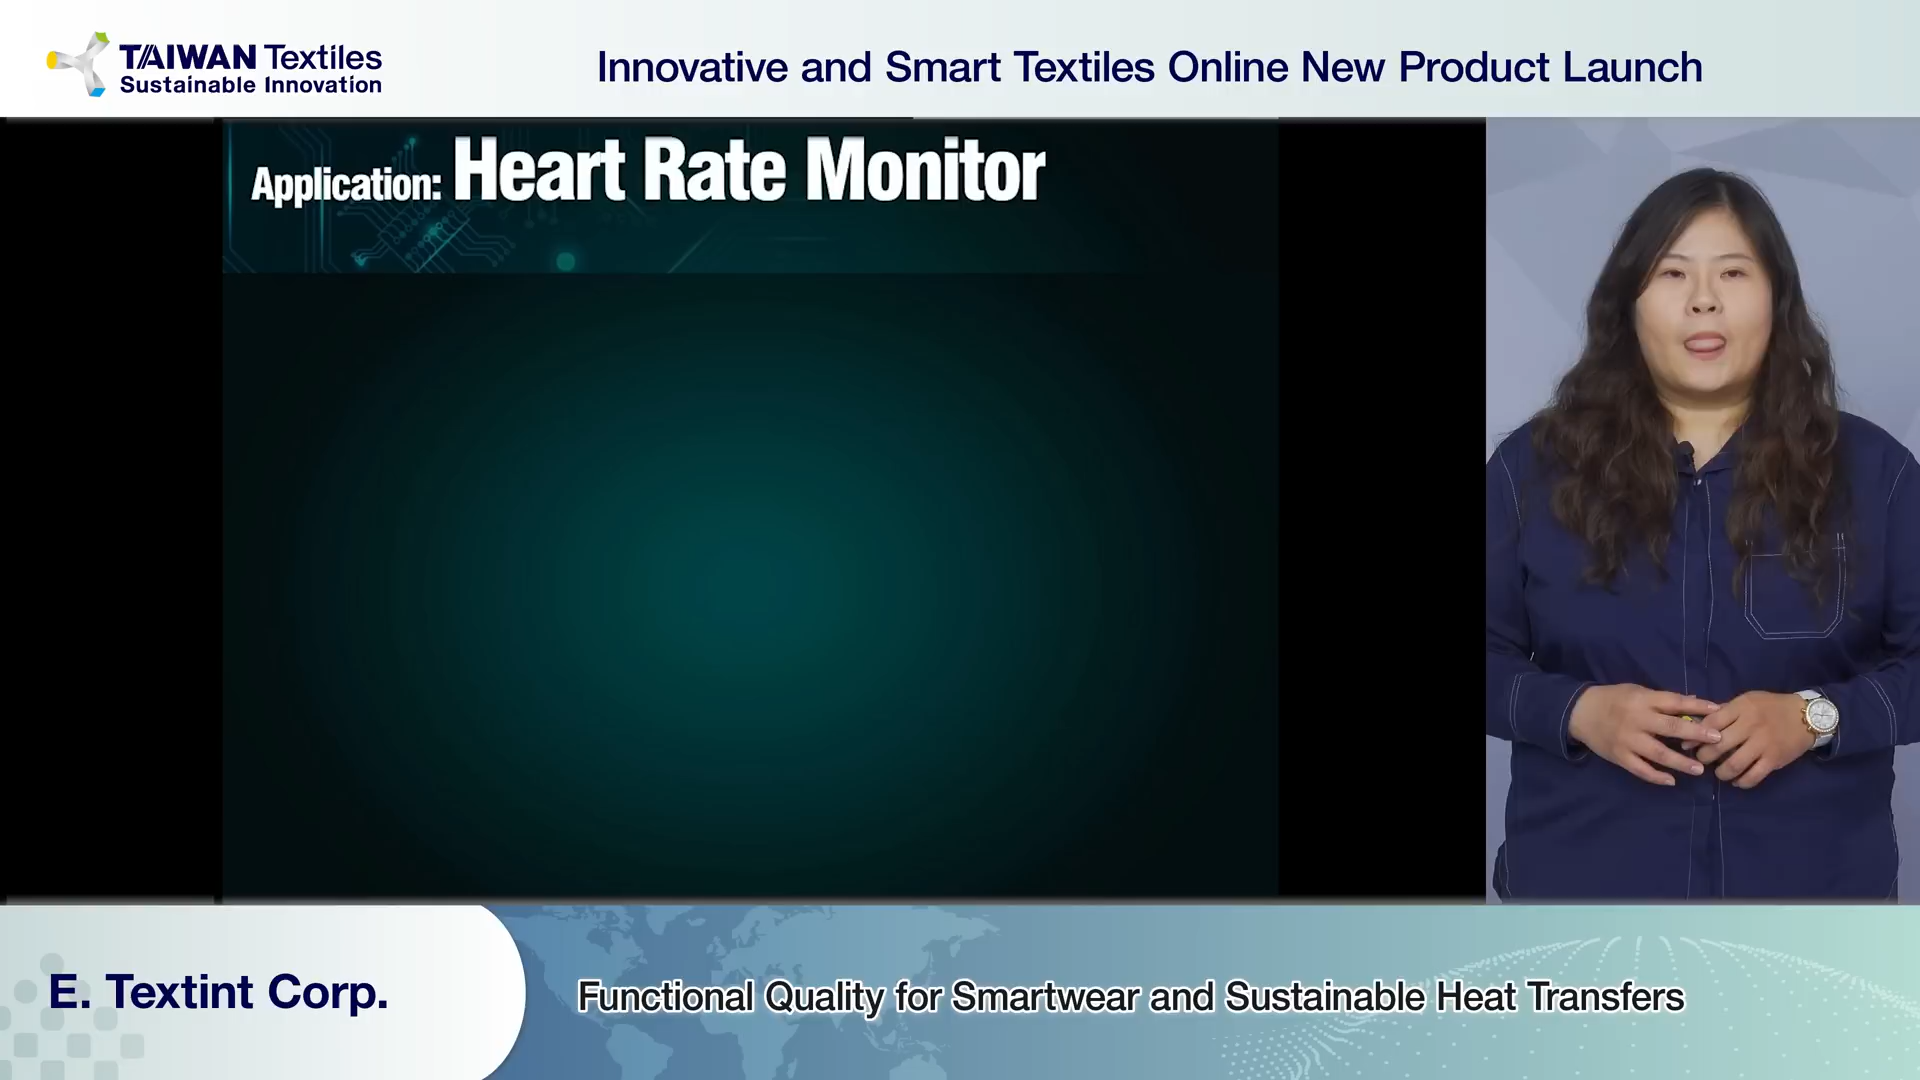 TAIWAN Textiles
Sustainable Innovation
Innovative and Smart Textiles Online New Product Launch
Application: Heart Rate Monitor
E. Textint Corp.
Functional Quality for Smartwear and Sustainable Heat Transfers